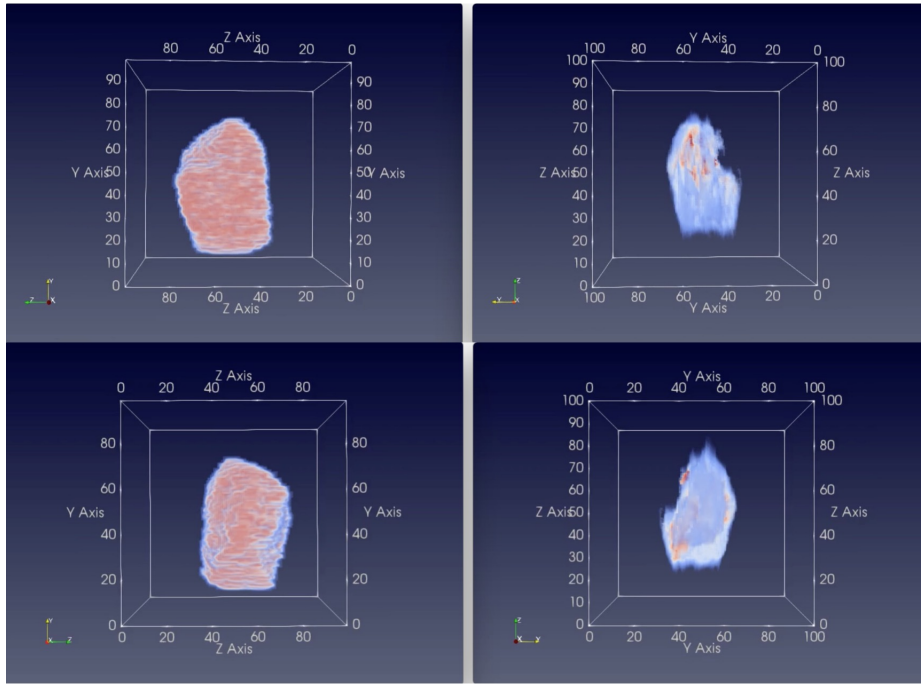 Z Axis
80 60 40 20 0
90 90
80 80
70 70
60 60
Y Axis 50 50 Y Axis
40 40
30 30
20 20
10 10
0 0
80 60 40 20 0
Z Axis
Y Axis
100 80 60 40 20 0
100 100
90
80 80
70
60 60
Z Axis 50 Z Axis
40 40
30
20 20
10
0 0
100 80 60 40 20 0
Y Axis
Z Axis
0 20 40 60 80
80 80
60 60
Y Axis Y Axis
40 40
20 20
0 0
0 20 40 60 80
Z Axis
Y Axis
0 20 40 60 80 100
100 100
90
80 80
70
60 60
Z Axis 50 Z Axis
40 40
30
20 20
10
0 0
0 20 40 60 80 100
Y Axis